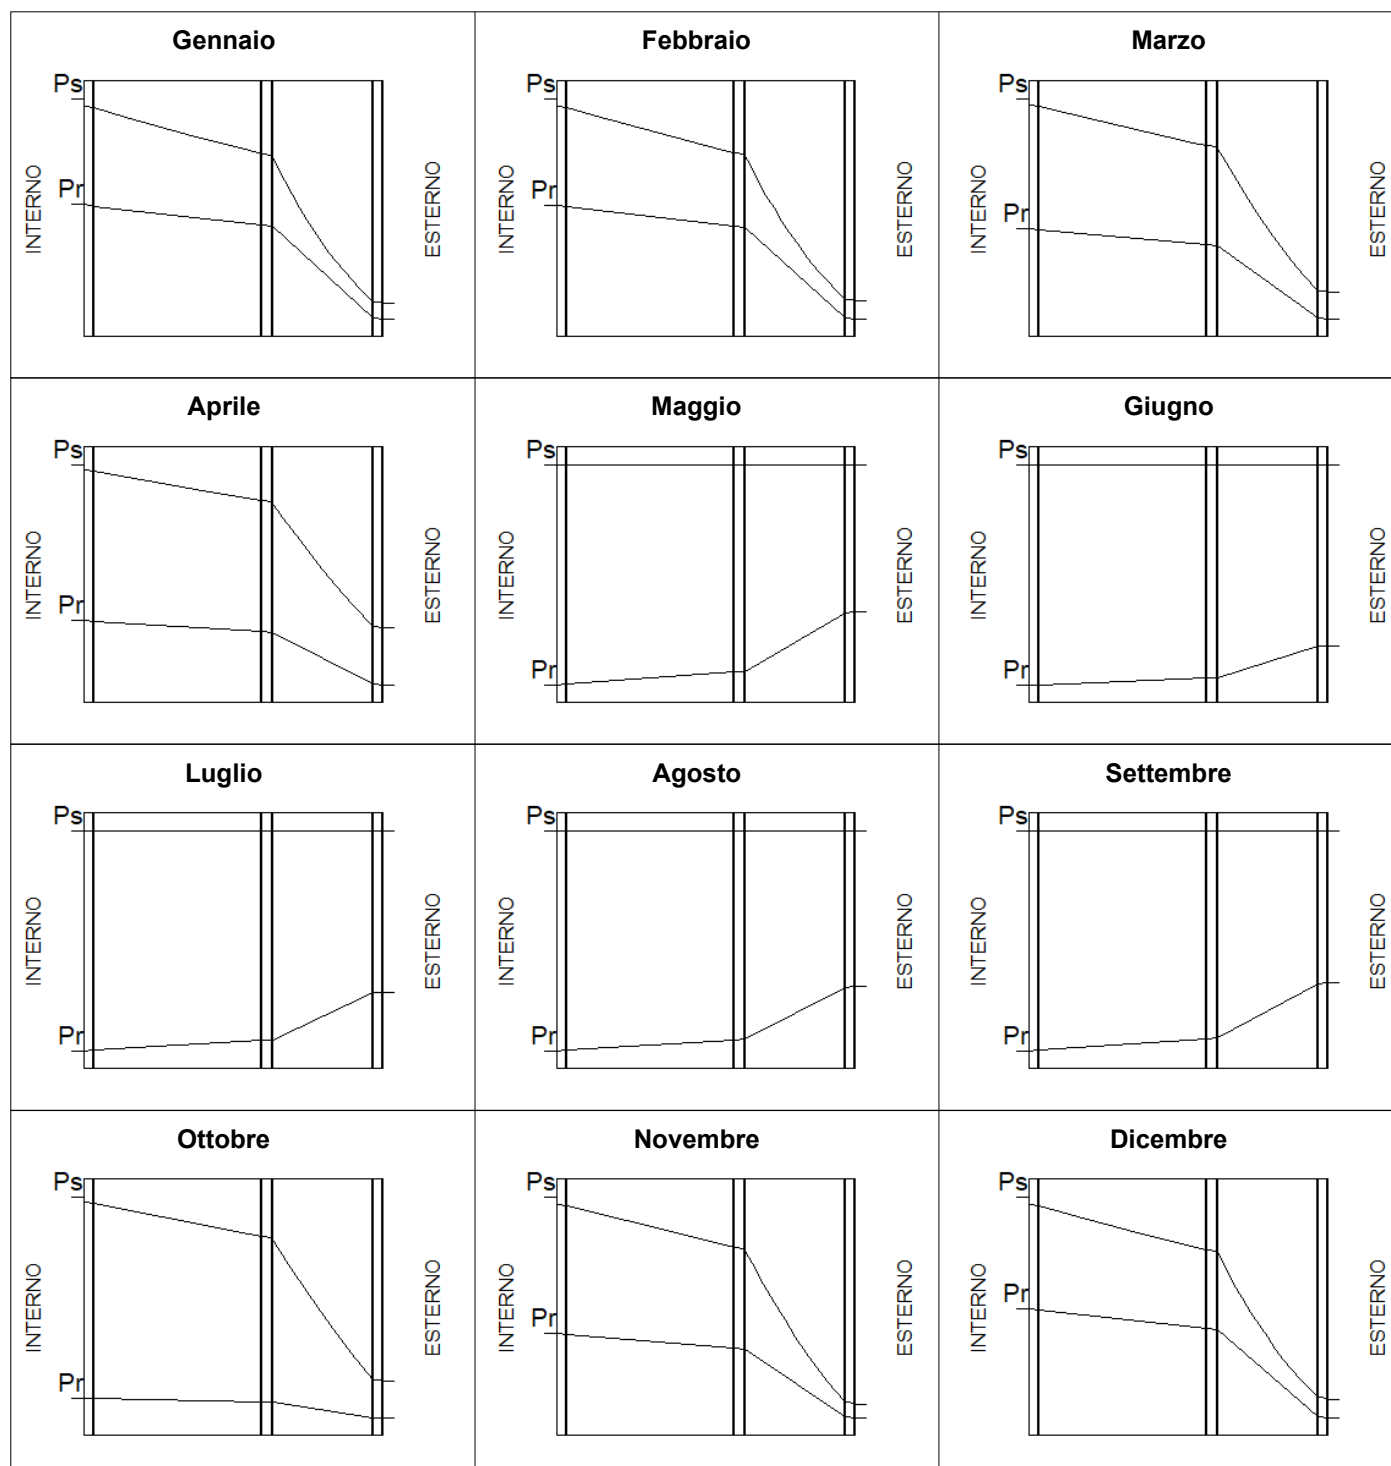 Gennaio
Febbraio
Marzo
Ps
Pr
INTERNO
ESTERNO
Ps
Pr
INTERNO
ESTERNO
Ps
Pr
INTERNO
ESTERNO
Aprile
Maggio
Giugno
Ps
Pr
INTERNO
ESTERNO
Ps
Pr
INTERNO
ESTERNO
Ps
Pr
INTERNO
ESTERNO
Luglio
Agosto
Settembre
Ps
Pr
INTERNO
ESTERNO
Ps
Pr
INTERNO
ESTERNO
Ps
Pr
INTERNO
ESTERNO
Ottobre
Novembre
Dicembre
Ps
Pr
INTERNO
ESTERNO
Ps
Pr
INTERNO
ESTERNO
Ps
Pr
INTERNO
ESTERNO